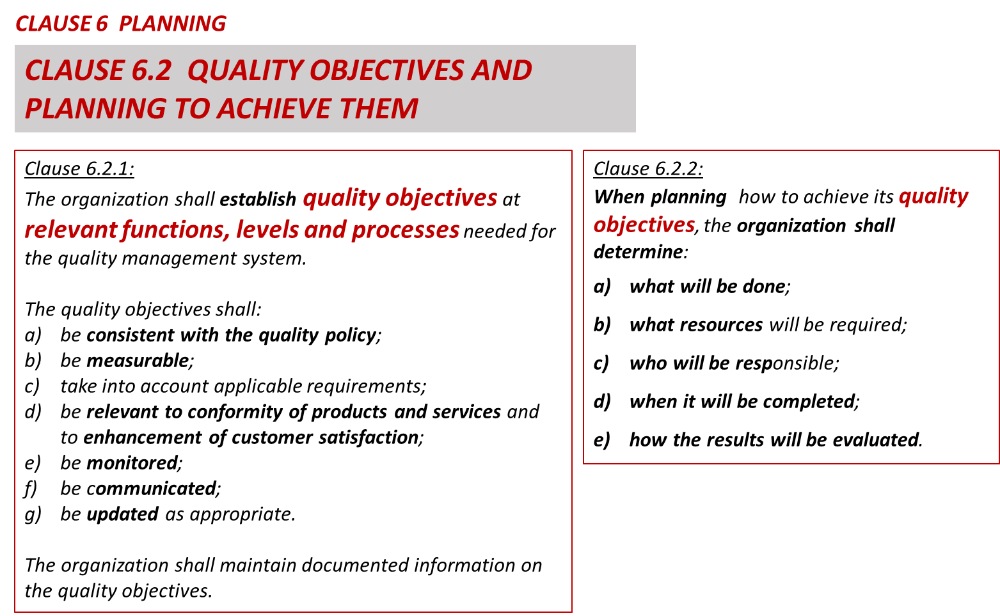 CLAUSE 6  PLANNING
CLAUSE 6.2  QUALITY OBJECTIVES AND
PLANNING TO ACHIEVE THEM
Clause 6.2.1:
The organization shall establish quality objectives at
relevant functions, levels and processes needed for
the quality management system.
The quality objectives shall:
a) be consistent with the quality policy;
b) be measurable;
c) take into account applicable requirements;
d) be relevant to conformity of products and services and
to enhancement of customer satisfaction;
e) be monitored;
f) be communicated;
g) be updated as appropriate.
The organization shall maintain documented information on
the quality objectives.
Clause 6.2.2:
When planning  how to achieve its quality
objectives, the organization shall
determine:
a) what will be done;
b) what resources will be required;
c) who will be responsible;
d) when it will be completed;
e) how the results will be evaluated.